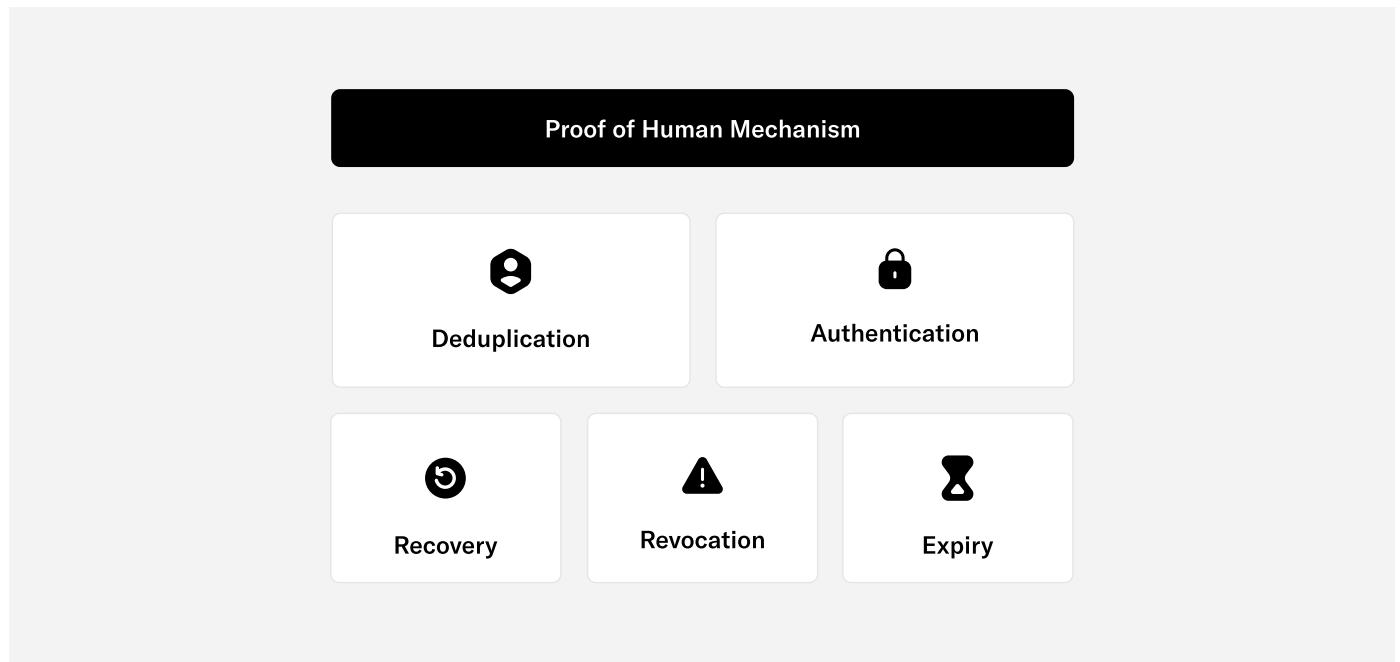 Proof of Human Mechanism
Deduplication
Authentication
Recovery
Revocation
Expiry